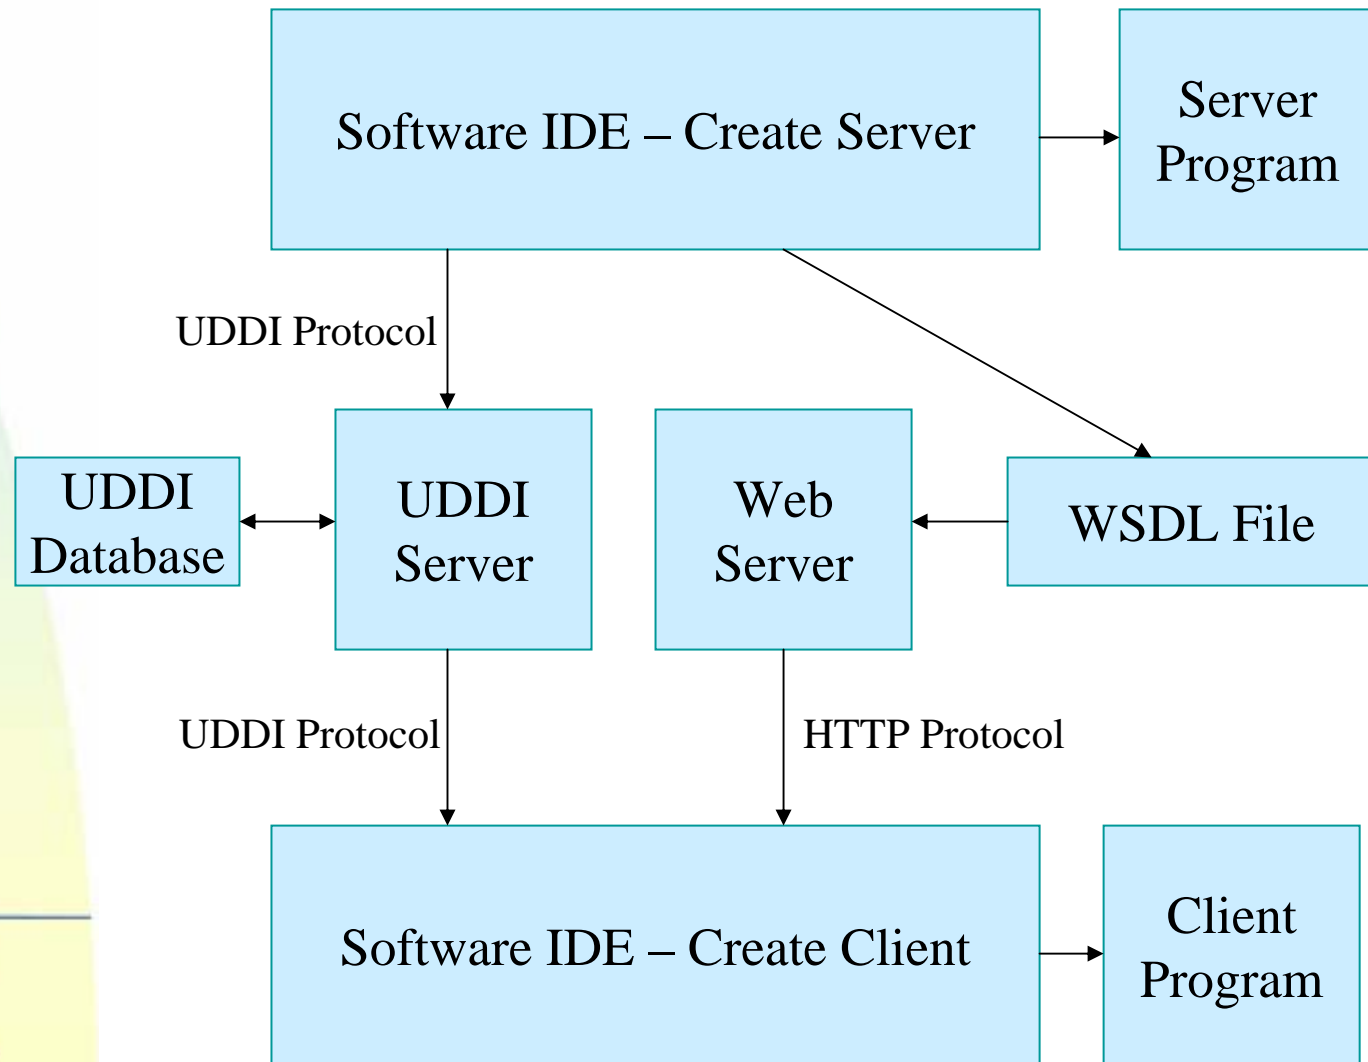 Software IDE – Create Server
Server
Program
UDDI Protocol
UDDI
Database
UDDI
Server
Web
Server
WSDL File
UDDI Protocol
HTTP Protocol
Software IDE – Create Client
Client
Program